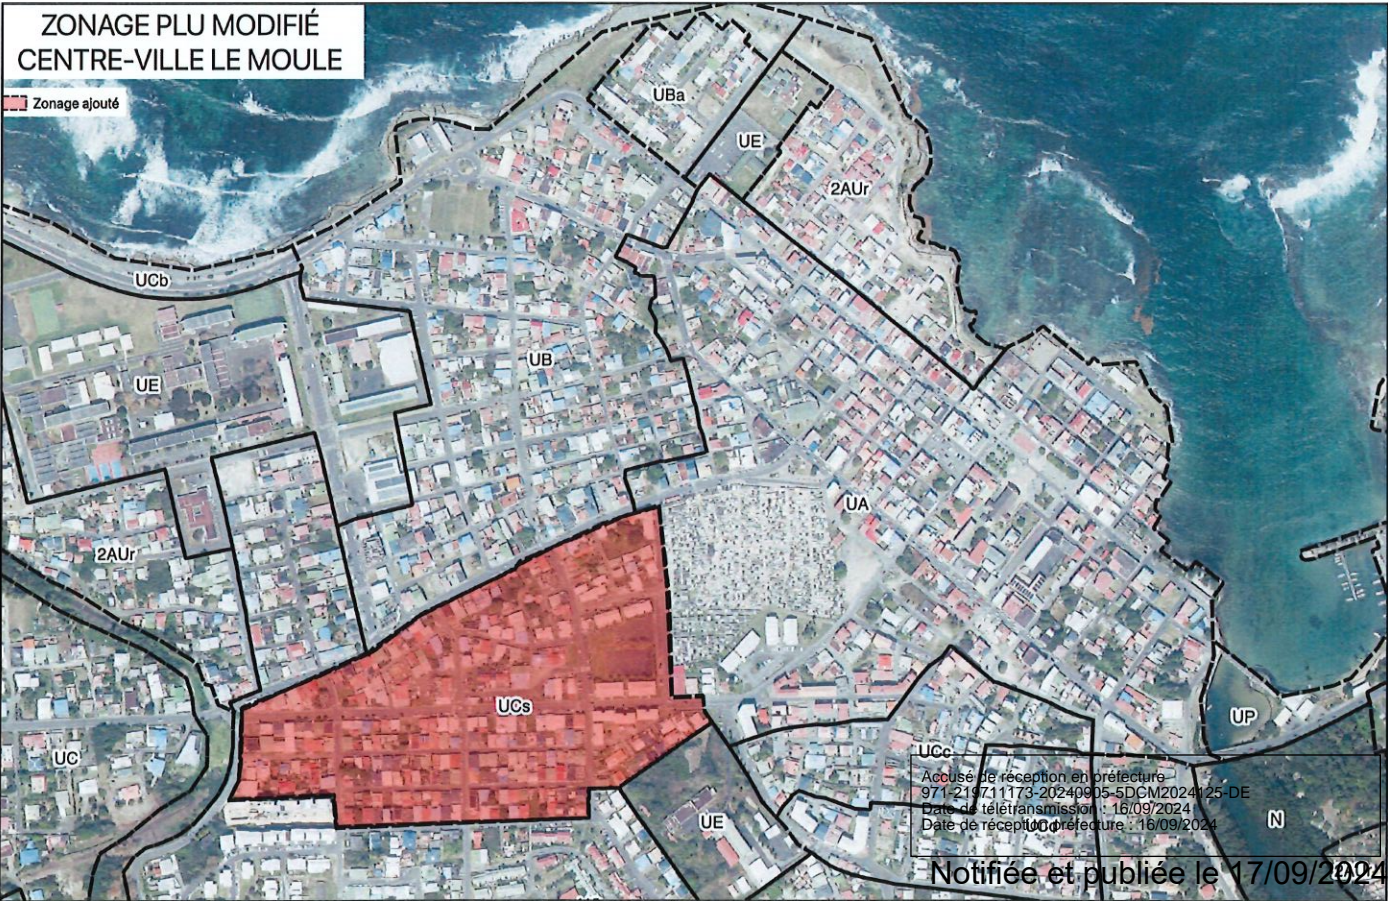 ZONAGE PLU MODIFIÉ
CENTRE-VILLE LE MOULE
Zonage ajouté
UBa
UE
2AUr
UCb
UB
UE
UA
2AUr
UCs
UP
UC
UCc
Accusé de réception en préfecture
971-219711173-20240905-5DCM2024125-DE
Date de télétransmission : 16/09/2024
Date de réception préfecture : 16/09/2024
UE
UCd
N
Notifiée et publiée le 17/09/2024